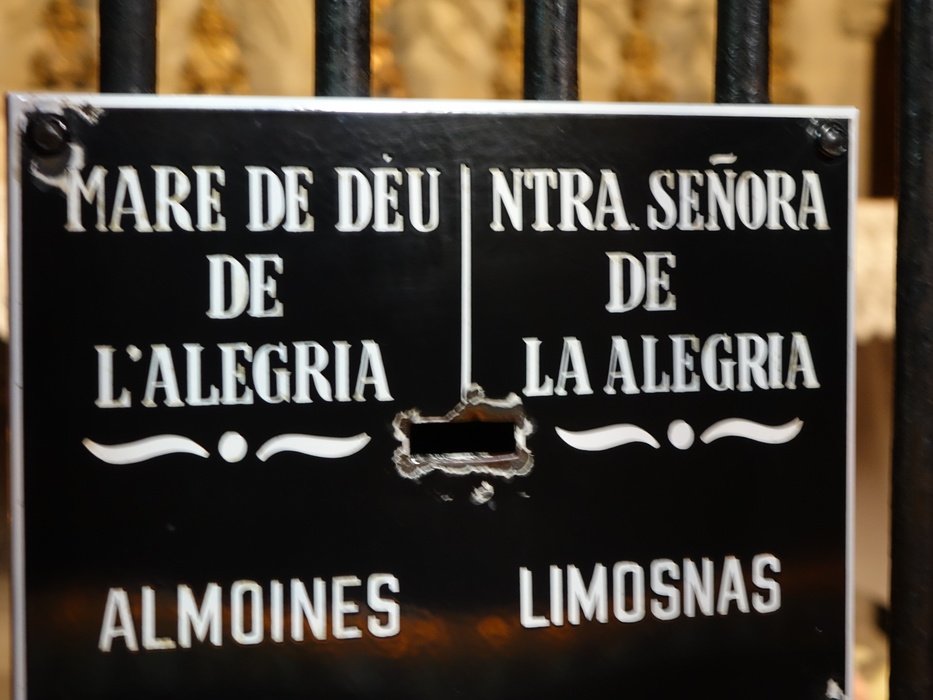 MARE DE DÉU
DE
L'ALEGRIA
ALMOINES
NTRA. SEÑORA
DE
LA ALEGRIA
LIMOSNAS